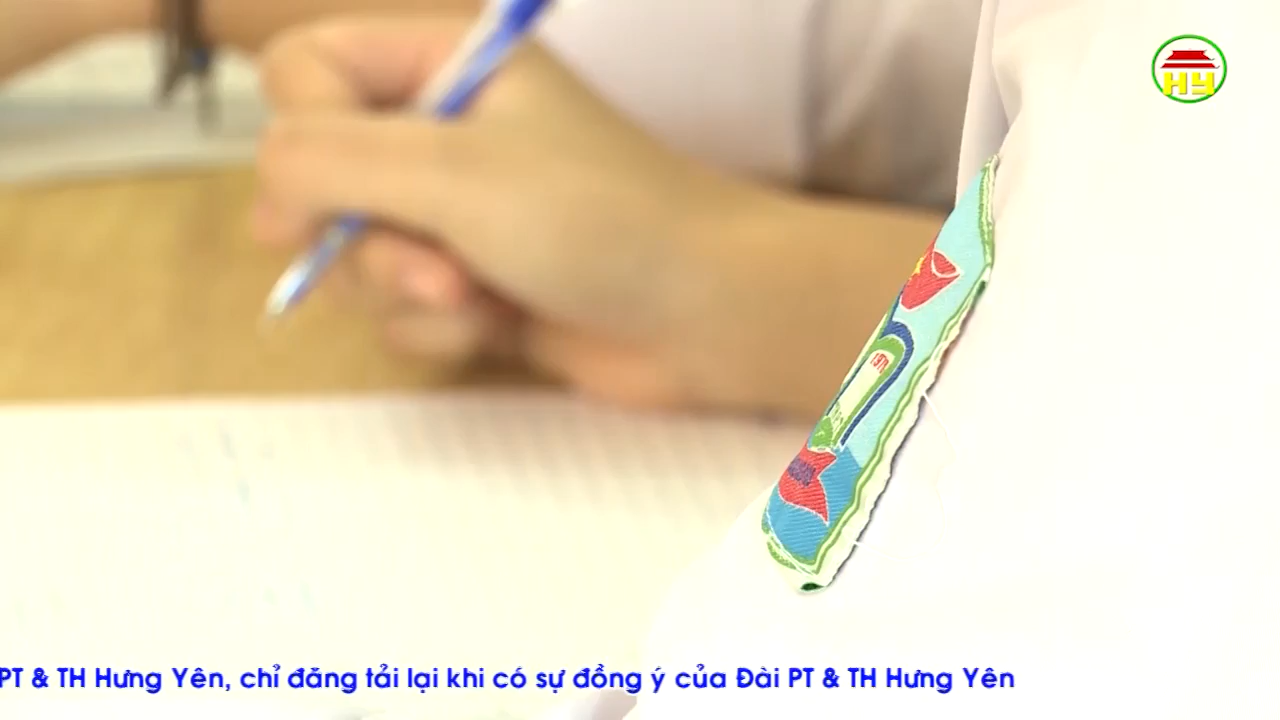 HY
PT & TH Hưng Yên, chỉ đăng tải lại khi có sự đồng ý của Đài PT & TH Hưng Yên